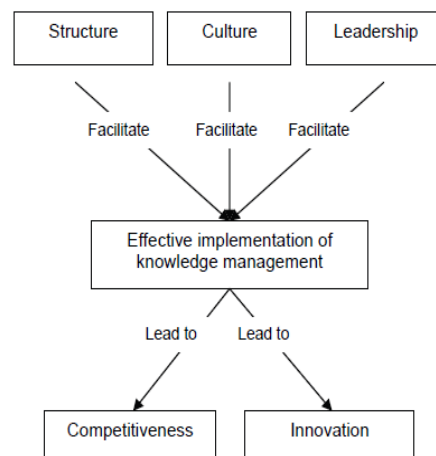 Structure
Culture
Leadership
Facilitate
Facilitate
Facilitate
Effective implementation of
knowledge management
Lead to
Lead to
Competitiveness
Innovation